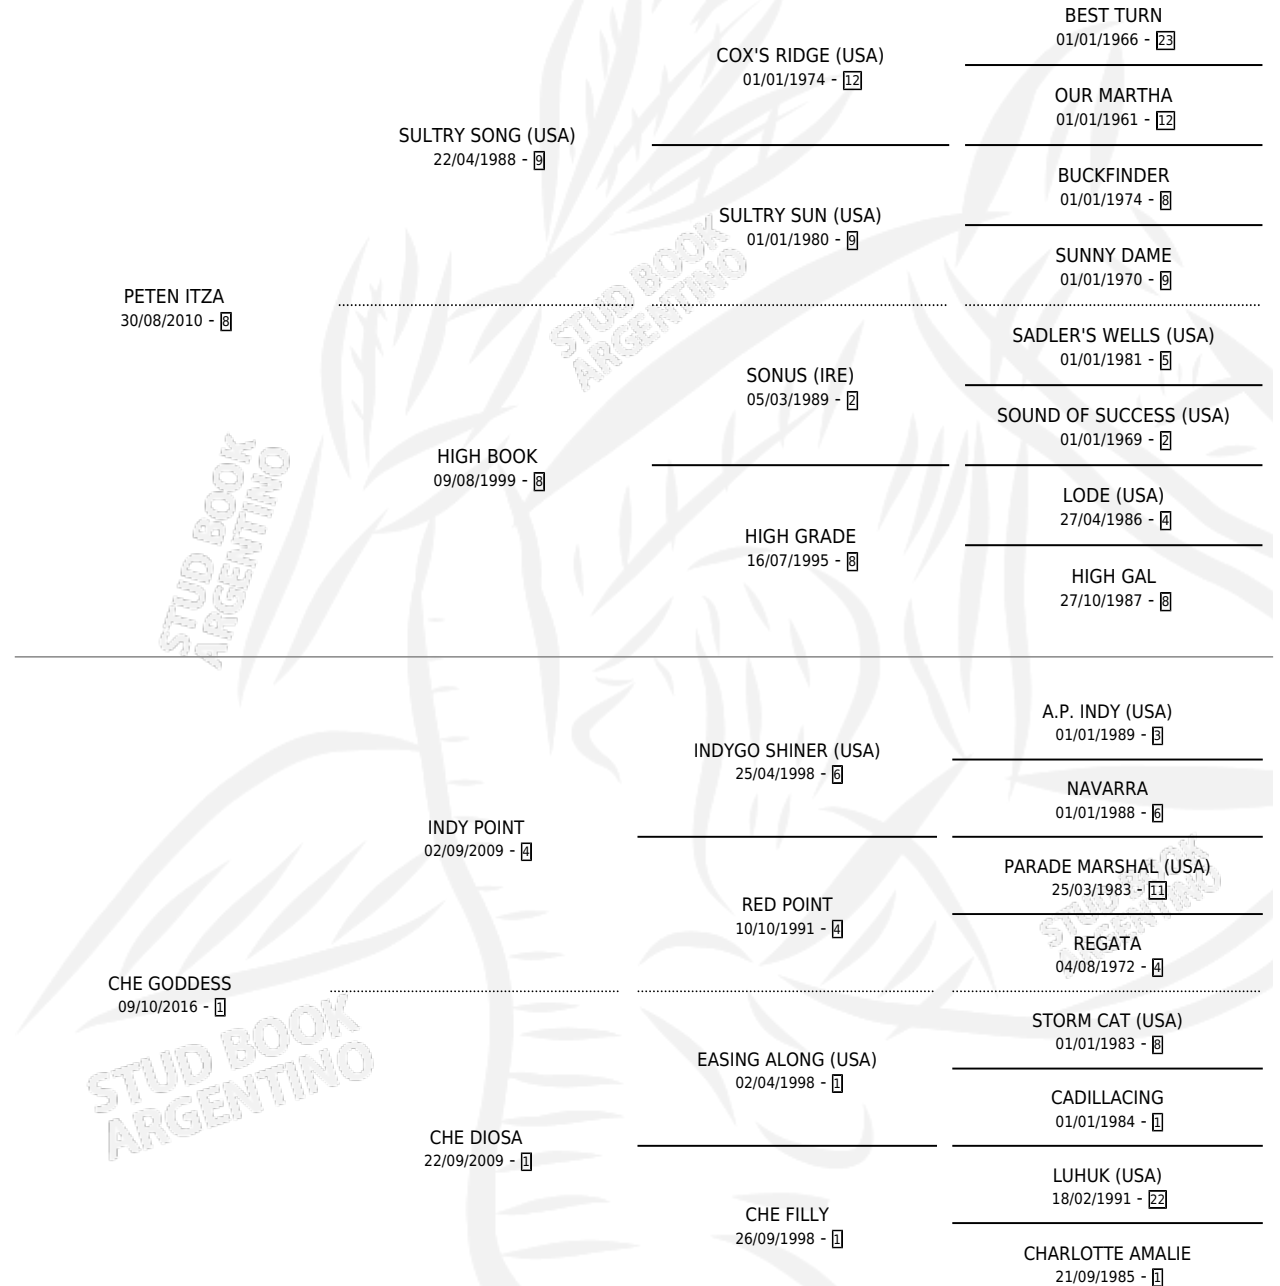 BEST TURN
01/01/1966 - 23
COX'S RIDGE (USA)
01/01/1974 - 12
OUR MARTHA
01/01/1961 - 12
SULTRY SONG (USA)
22/04/1988 - 9
BUCKFINDER
01/01/1974 - 8
SULTRY SUN (USA)
01/01/1980 - 9
SUNNY DAME
01/01/1970 - 9
PETEN ITZA
30/08/2010 - 8
STUD BOOK
ARGENTINO
SADLER'S WELLS (USA)
01/01/1981 - 5
SONUS (IRE)
05/03/1989 - 2
SOUND OF SUCCESS (USA)
01/01/1969 - 2
HIGH BOOK
09/08/1999 - 8
LODE (USA)
27/04/1986 - 4
HIGH GRADE
16/07/1995 - 8
HIGH GAL
27/10/1987 - 8
STUD BOOK
ARGENTINO
A.P. INDY (USA)
01/01/1989 - 3
INDYGO SHINER (USA)
25/04/1998 - 6
NAVARRA
01/01/1988 - 6
INDY POINT
02/09/2009 - 4
PARADE MARSHAL (USA)
25/03/1983 - 11
RED POINT
10/10/1991 - 4
STUD BOOK
ARGENTINO
REGATA
04/08/1972 - 4
CHE GODDESS
09/10/2016 - 1
STORM CAT (USA)
01/01/1983 - 8
EASING ALONG (USA)
02/04/1998 - 1
STUD BOOK
ARGENTINO
CADILLACING
01/01/1984 - 1
CHE DIOSA
22/09/2009 - 1
LUHUK (USA)
18/02/1991 - 22
CHE FILLY
26/09/1998 - 1
CHARLOTTE AMALIE
21/09/1985 - 1